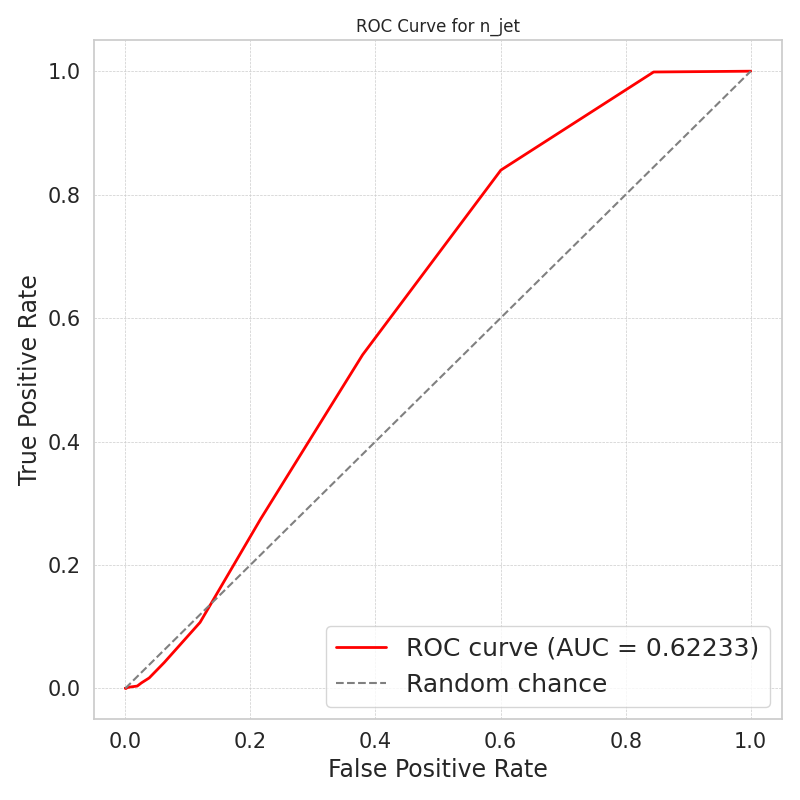 ROC Curve for n_jet
1.0
0.8
0.6
0.4
0.2
0.0
True Positive Rate
ROC curve (AUC = 0.62233)
Random chance
0.0 0.2 0.4 0.6 0.8 1.0
False Positive Rate